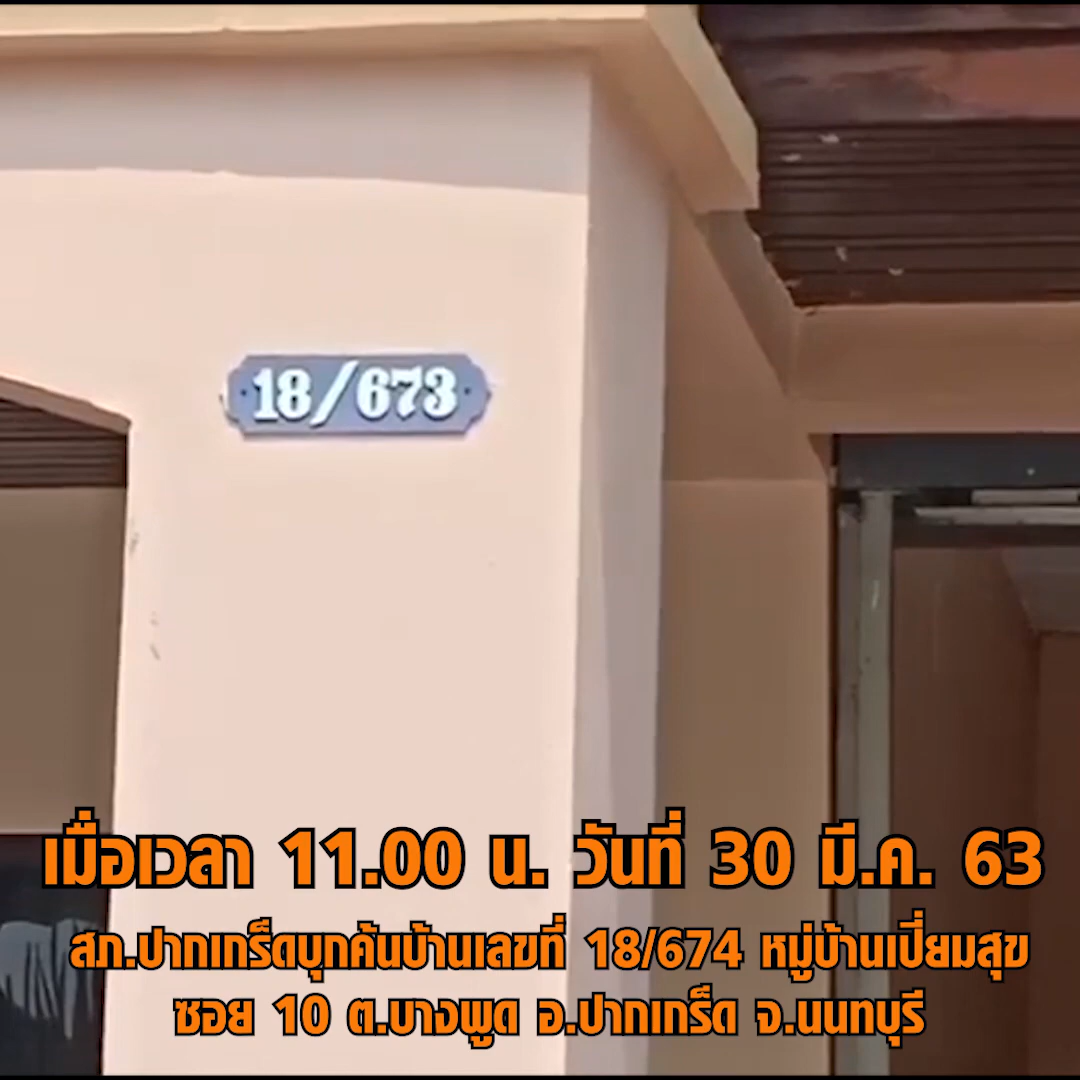 18/673
เมื่อเวลา 11.00 น. วันที่ 30 มี.ค. 63
สภ.ปากเกร็ดบุกค้นบ้านเลขที่ 18/674 หมู่บ้านเปี่ยมสุข
ซอย 10 ต.บางพูด อ.ปากเกร็ด จ.นนทบุรี